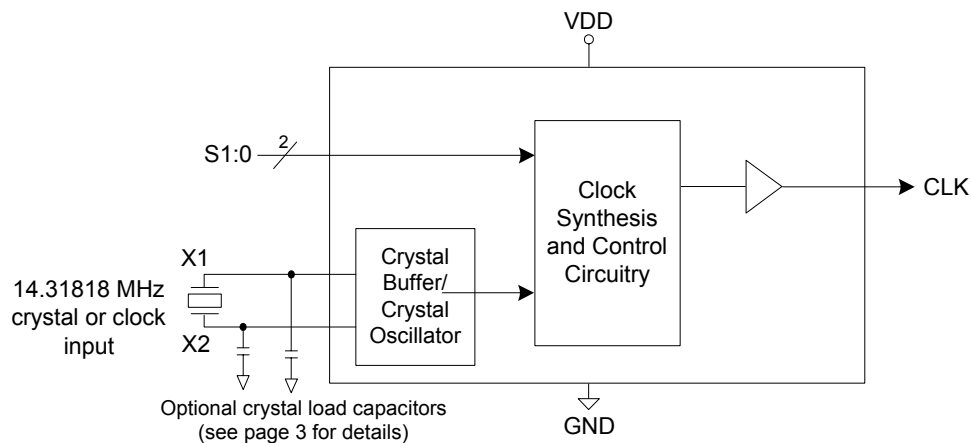 VDD
S1:0
2
Clock
Synthesis
and Control
Circuitry
CLK
X1
14.31818 MHz
crystal or clock
input
X2
Crystal
Buffer/
Crystal
Oscillator
Optional crystal load capacitors
(see page 3 for details)
GND